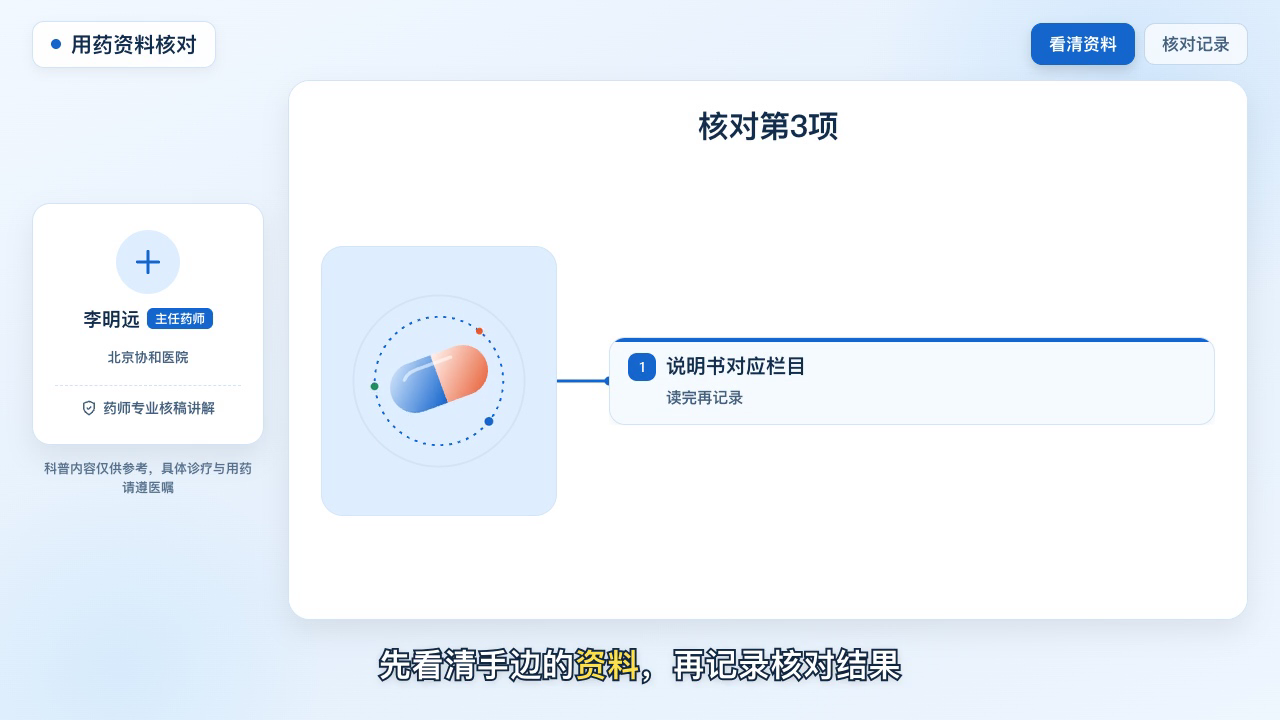 用药资料核对
看清资料
核对记录
核对第3项
李明远 主任药师
北京协和医院
药师专业核稿讲解
科普内容仅供参考，具体诊疗与用药
请遵医嘱
1 说明书对应栏目
读完再记录
先看清手边的资料，再记录核对结果